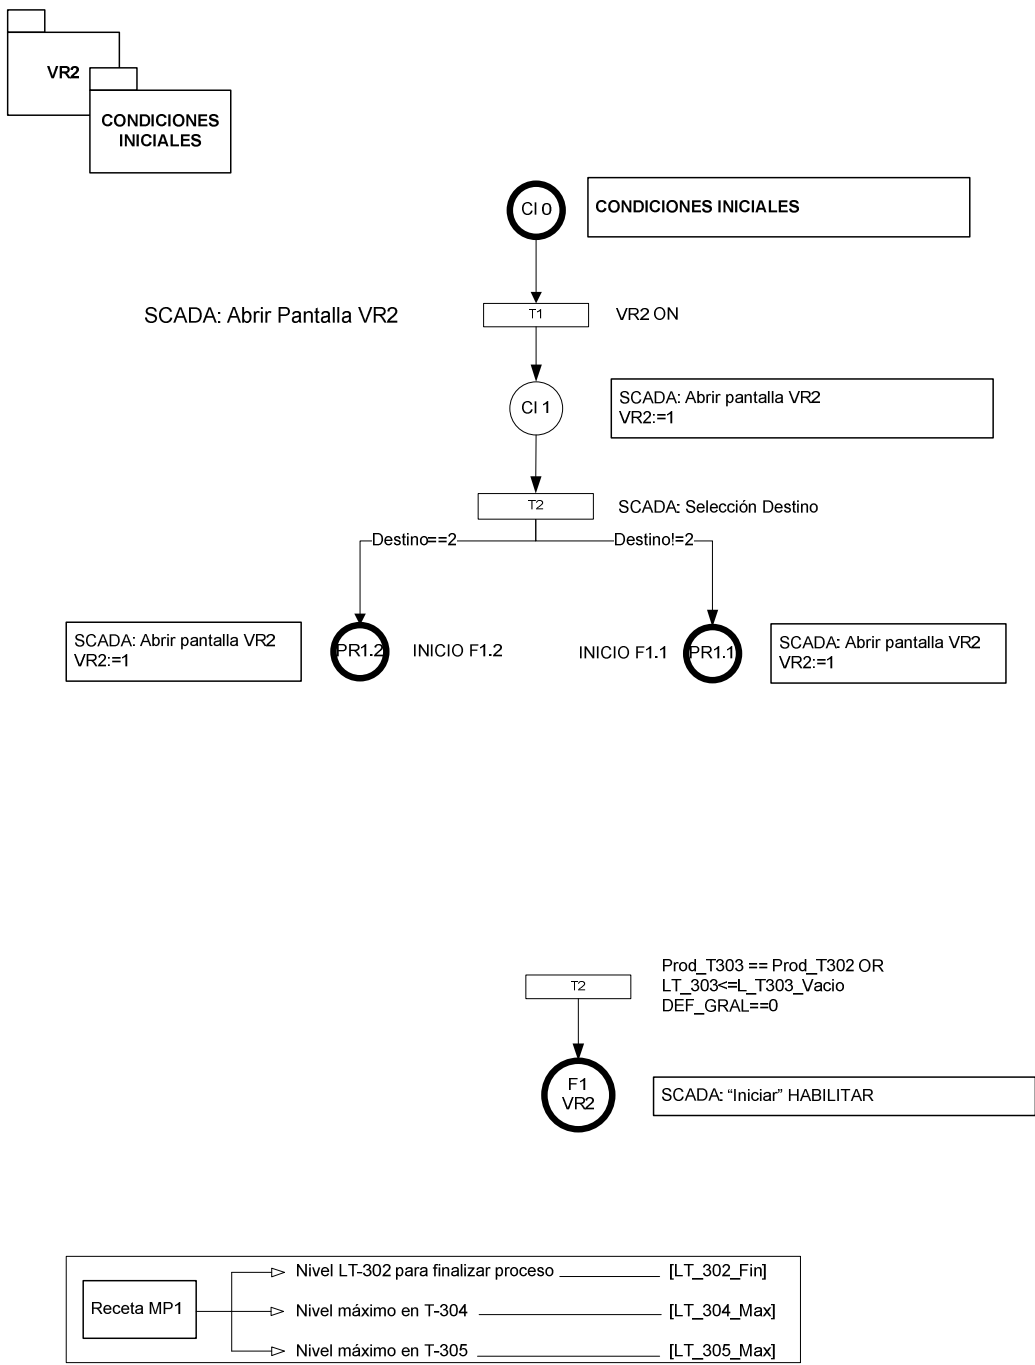 VR2
CONDICIONES
INICIALES
CI 0
CONDICIONES INICIALES
SCADA: Abrir Pantalla VR2
T1
VR2 ON
CI 1
SCADA: Abrir pantalla VR2
VR2:=1
T2
SCADA: Selección Destino
Destino==2
Destino!=2
SCADA: Abrir pantalla VR2
VR2:=1
PR1.2
INICIO F1.2
INICIO F1.1
PR1.1
SCADA: Abrir pantalla VR2
VR2:=1
T2
Prod_T303 == Prod_T302 OR
LT_303<=L_T303_Vacio
DEF_GRAL==0
F1
VR2
SCADA: “Iniciar” HABILITAR
Receta MP1
Nivel LT-302 para finalizar proceso ____________ [LT_302_Fin]
Nivel máximo en T-304 ____________________ [LT_304_Max]
Nivel máximo en T-305 ____________________ [LT_305_Max]